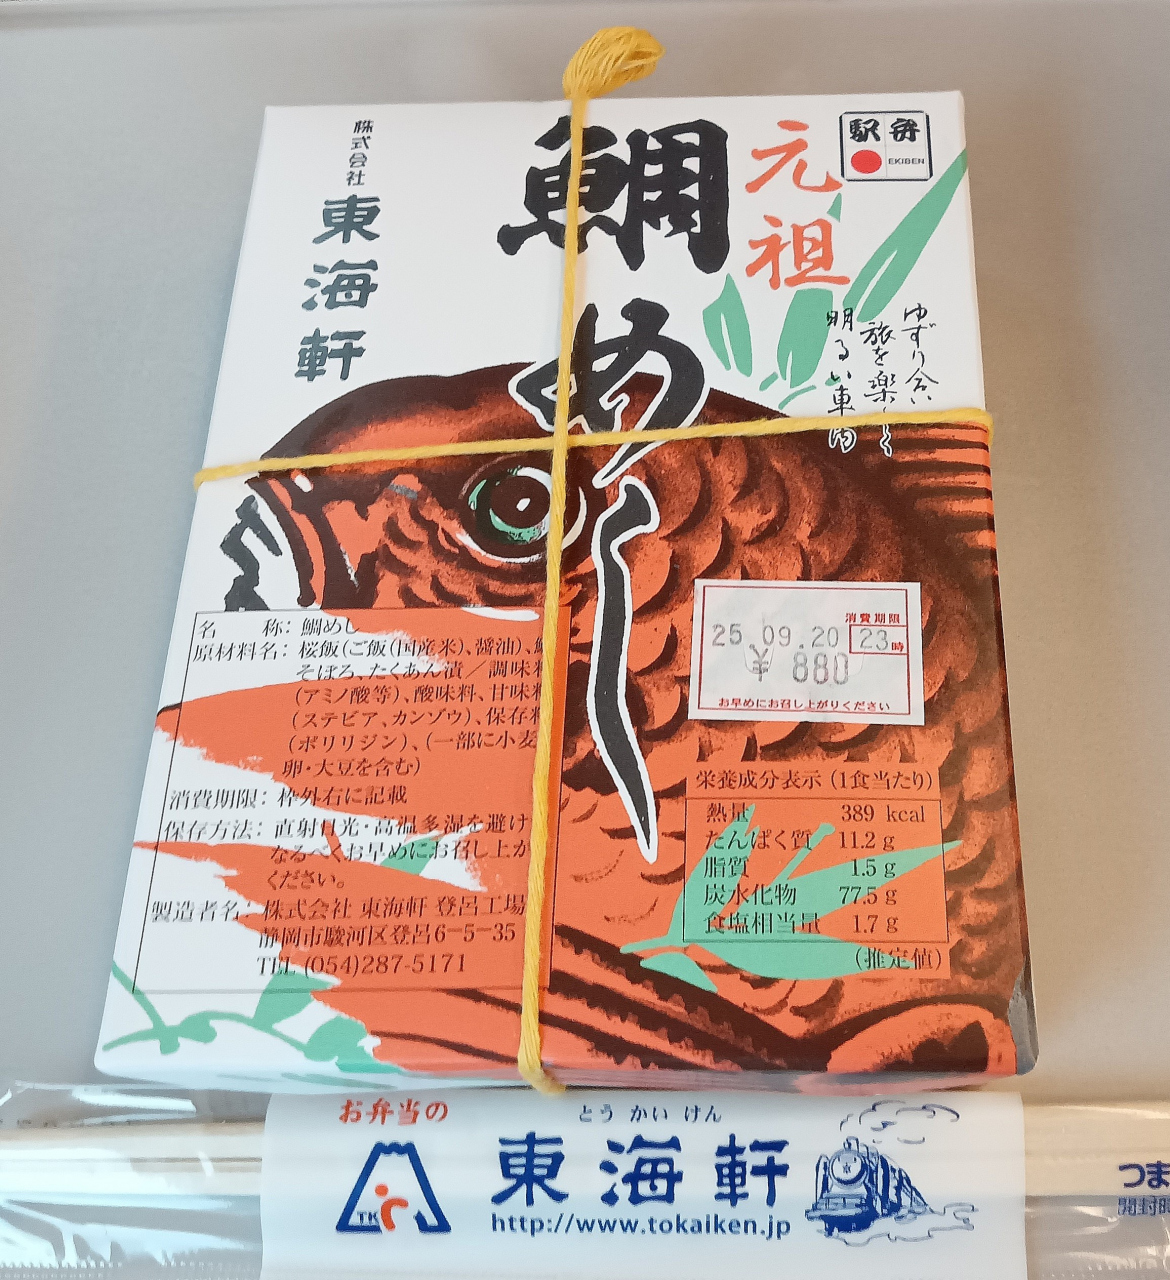 駅弁
EKIBEN
元祖
鯛めし
ゆずり合い
旅を楽しく
明るい車内
株式会社
東海軒
名　　称：鯛めし
原材料名：桜飯(ご飯(国産米)、醤油)、
そぼろ、たくあん漬／調味料
(アミノ酸等)、酸味料、甘味料
(ステビア、カンゾウ)、保存料
(ポリリジン)、(一部に小麦
卵・大豆を含む)
消費期限：枠外右に記載
保存方法：直射日光・高温多湿を避け
なるべくお早めにお召し上が
ください。
製造者名：株式会社 東海軒 登呂工場
静岡市駿河区登呂6-5-35
TEL (054)287-5171
消費期限
25.09.20 23時
¥ 880
お早めにお召し上がりください
栄養成分表示（1食当たり）
熱量 389 kcal
たんぱく質 11.2 g
脂質 1.5 g
炭水化物 77.5 g
食塩相当量 1.7 g
（推定値）
お弁当の
とうかいけん
TK
東海軒
http://www.tokaiken.jp
つま
開封時